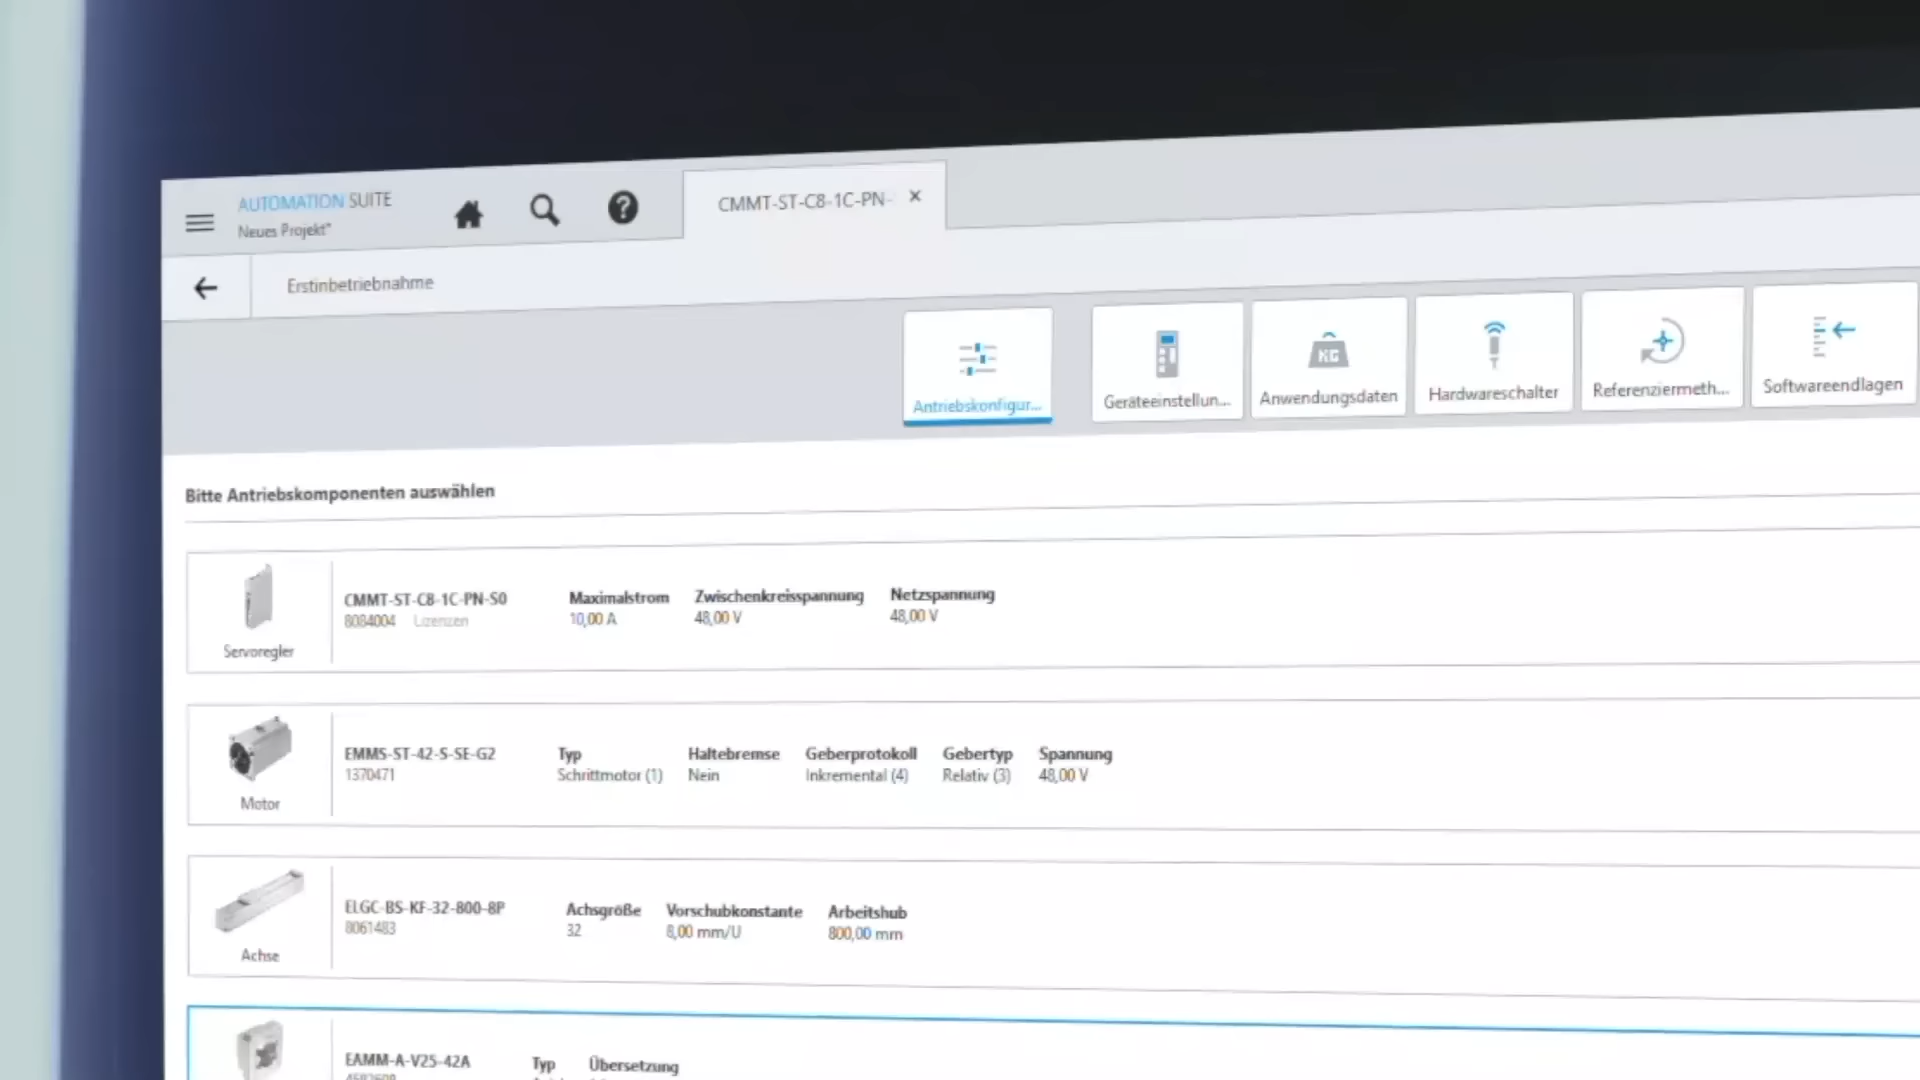 AUTOMATION SUITE
Neues Projekt*
CMMT-ST-C8-1C-PN-
Erstinbetriebnahme
Antriebskonfigur...
Geräteeinstellun...
Anwendungsdaten
KG
Hardwareschalter
Referenziermeth...
Softwareendlagen
Bitte Antriebskomponenten auswählen
Servoregler
CMMT-ST-C8-1C-PN-S0
8084004 Lizenzen
Maximalstrom
10,00 A
Zwischenkreisspannung
48,00 V
Netzspannung
48,00 V
Motor
EMMS-ST-42-S-SE-G2
1370471
Typ
Schrittmotor (1)
Haltebremse
Nein
Geberprotokoll
Inkremental (4)
Gebertyp
Relativ (3)
Spannung
48,00 V
Achse
ELGC-BS-KF-32-800-8P
8061483
Achsgröße
32
Vorschubkonstante
8,00 mm/U
Arbeitshub
800,00 mm
EAMM-A-V25-42A
Typ
Übersetzung